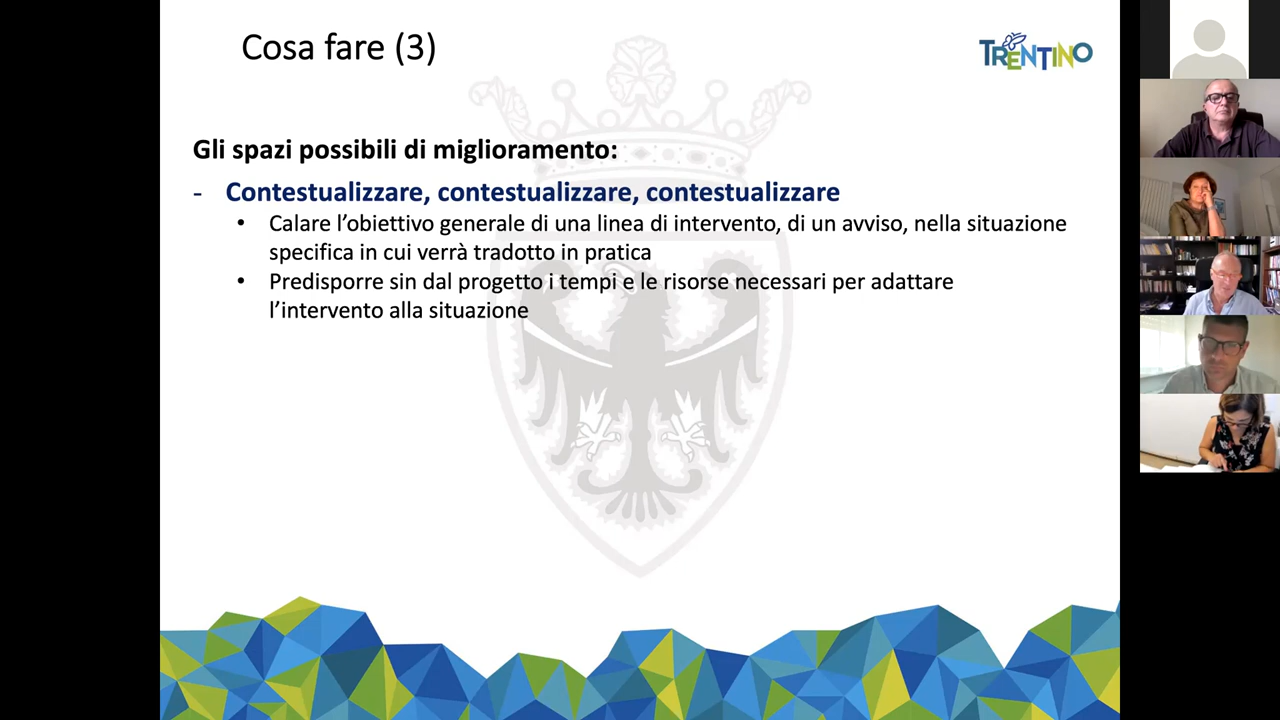 Cosa fare (3)
TRENTINO
Gli spazi possibili di miglioramento:
- Contestualizzare, contestualizzare, contestualizzare
• Calare l’obiettivo generale di una linea di intervento, di un avviso, nella situazione
specifica in cui verrà tradotto in pratica
• Predisporre sin dal progetto i tempi e le risorse necessari per adattare
l’intervento alla situazione